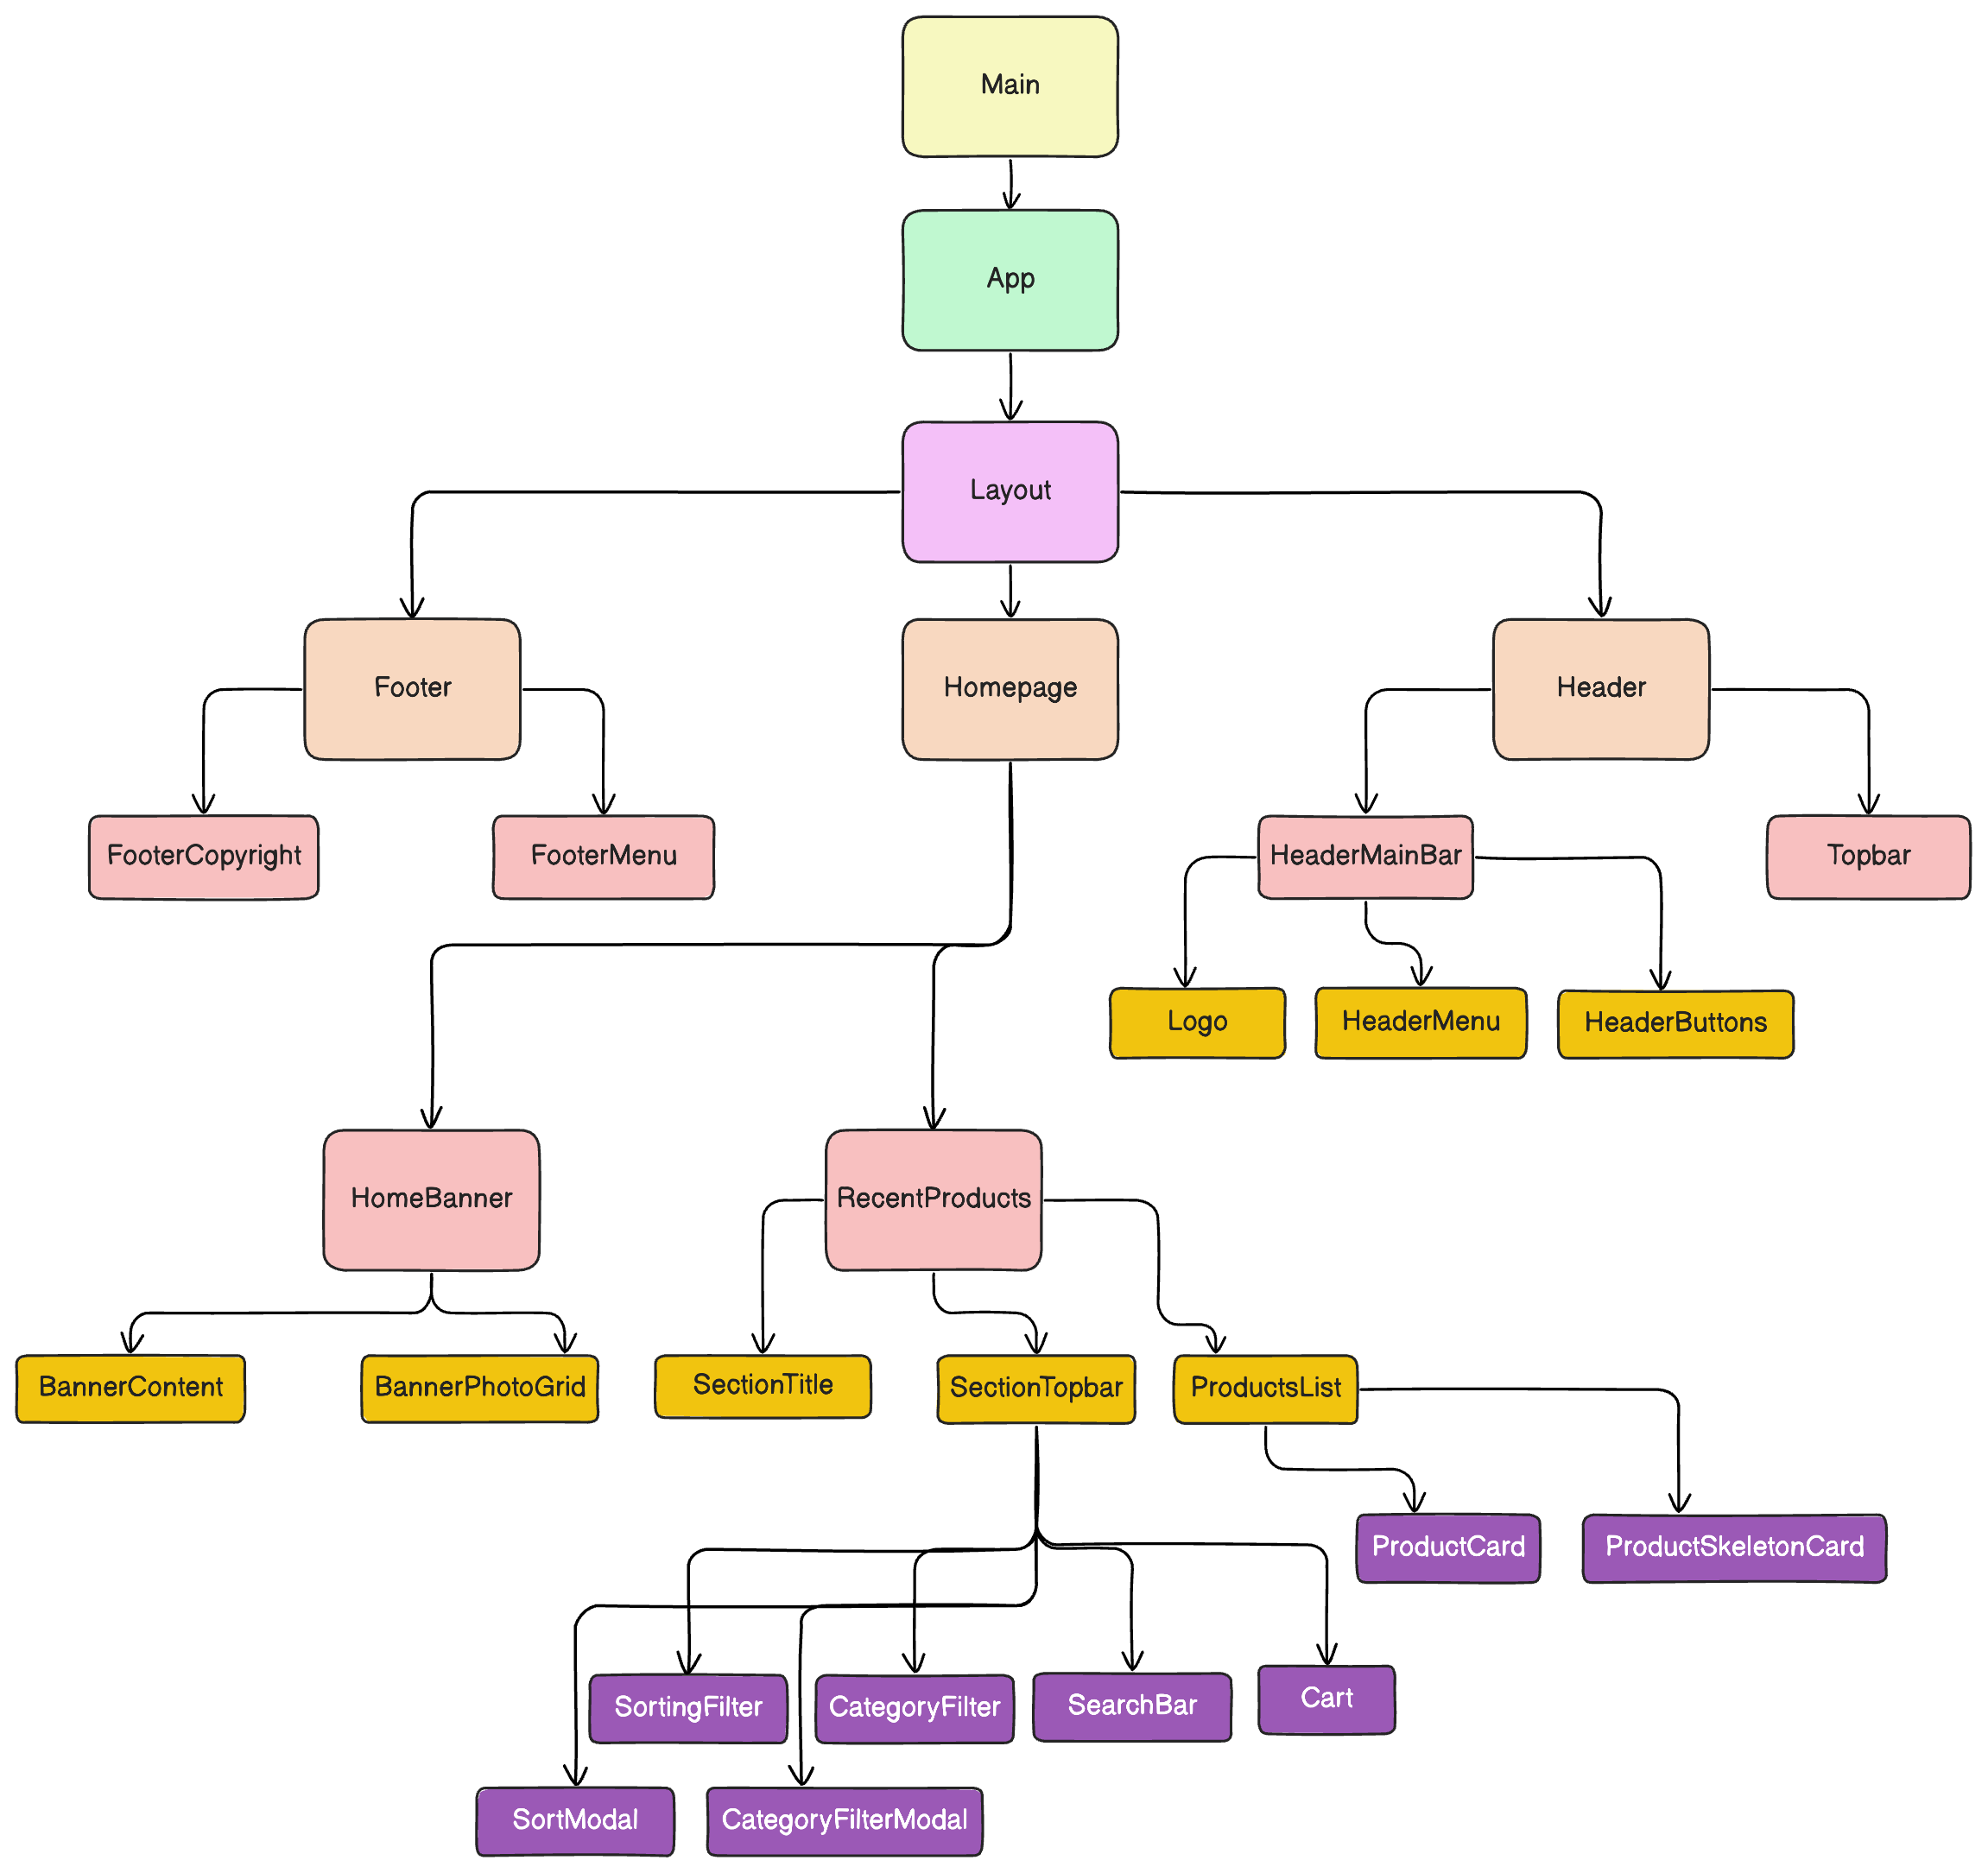 Main
App
Layout
Footer
Homepage
Header
FooterCopyright
FooterMenu
HeaderMainBar
Topbar
Logo
HeaderMenu
HeaderButtons
HomeBanner
RecentProducts
BannerContent
BannerPhotoGrid
SectionTitle
SectionTopbar
ProductsList
ProductCard
ProductSkeletonCard
SortingFilter
CategoryFilter
SearchBar
Cart
SortModal
CategoryFilterModal